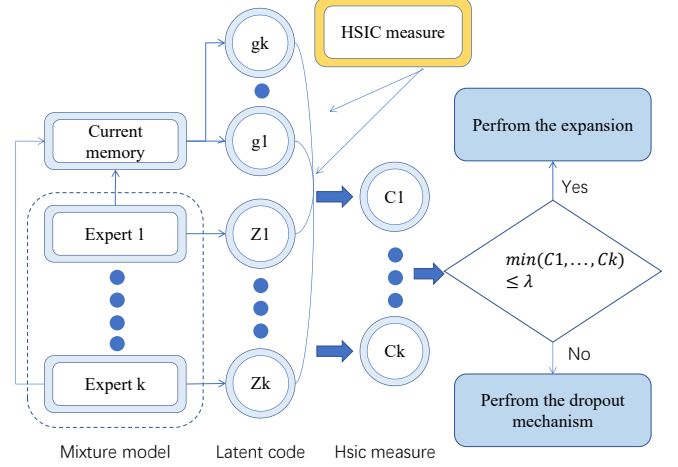 gk
HSIC measure
Current
memory
g1
Perfrom the expansion
Yes
C1
Expert 1
Z1
min(C1,...,Ck)
≤ λ
No
Ck
Expert k
Zk
Perfrom the dropout
mechanism
Mixture model
Latent code
Hsic measure